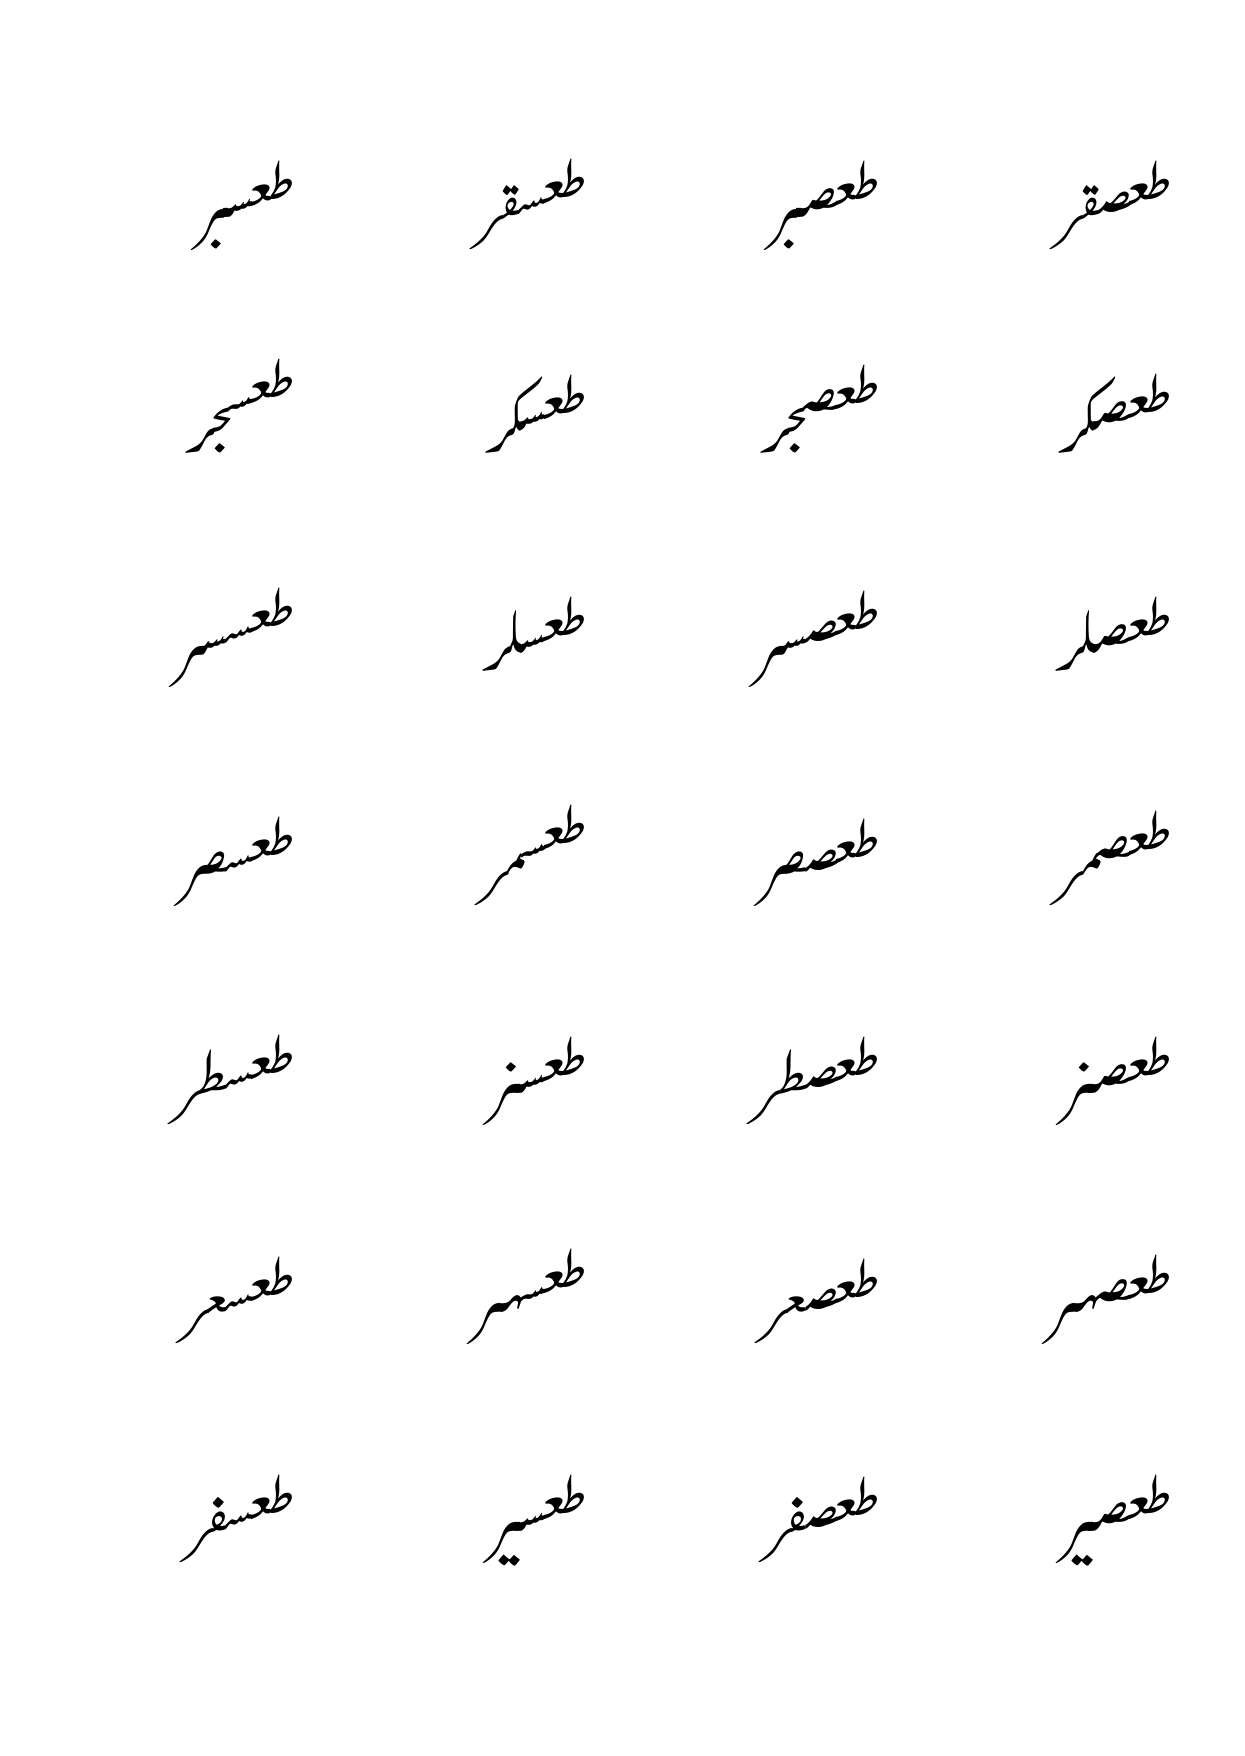 طعصقر طعصبر طعسقر طعسبر
طعصكر طعصجر طعسكر طعسجر
طعصلر طعصسر طعسلر طعسسر
طعصمر طعصصر طعسمر طعسصر
طعصنر طعصطر طعسنر طعسطر
طعصهر طعصعر طعسهر طعسعر
طعصير طعصفر طعسير طعسفر